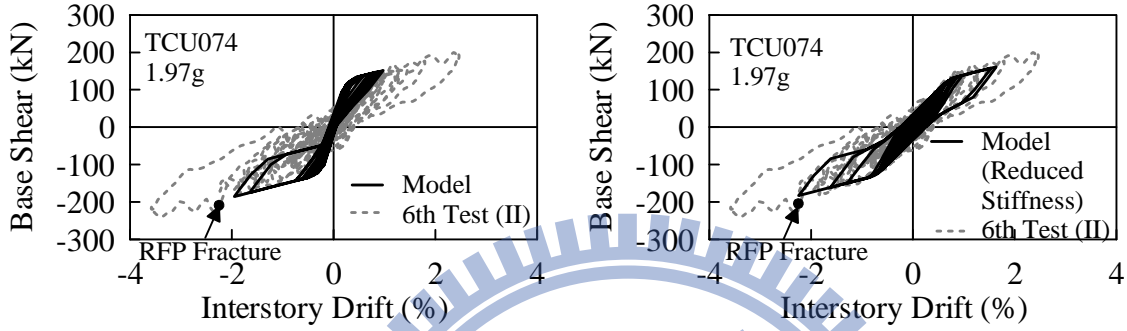 300
200
100
0
-100
-200
-300
Base Shear (kN)
TCU074
1.97g
Model
6th Test (II)
RFP Fracture
-4 -2 0 2 4
Interstory Drift (%)
300
200
100
0
-100
-200
-300
Base Shear (kN)
TCU074
1.97g
Model
(Reduced
Stiffness)
6th Test (II)
RFP Fracture
-4 -2 0 2 4
Interstory Drift (%)